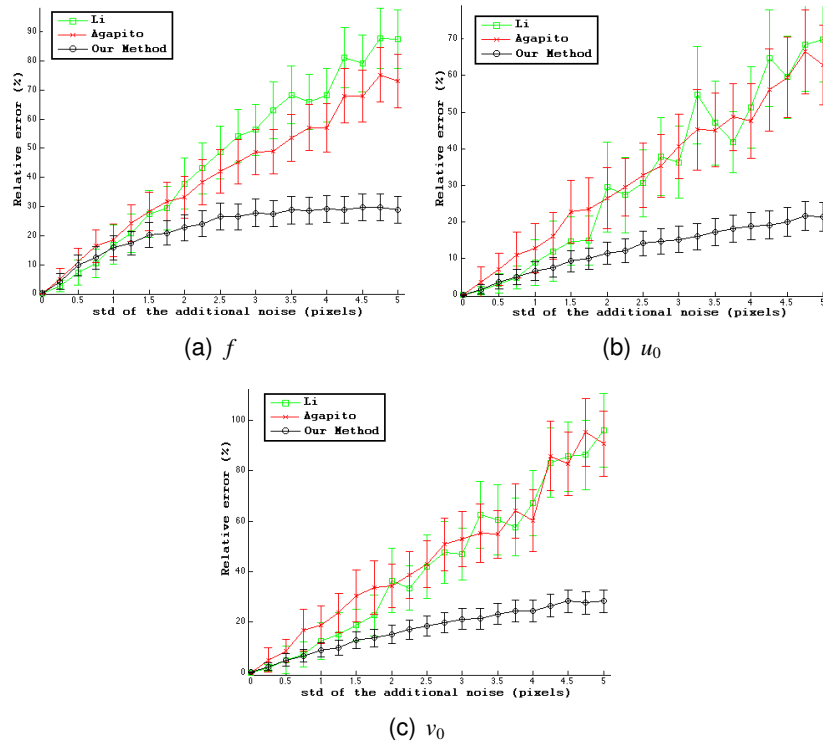 Li
Agapito
Our Method
Relative error (%)
90
80
70
60
50
40
30
20
10
0
0 0.5 1 1.5 2 2.5 3 3.5 4 4.5 5
std of the additional noise (pixels)
(a) f
Li
Agapito
Our Method
Relative error (%)
70
60
50
40
30
20
10
0
0 0.5 1 1.5 2 2.5 3 3.5 4 4.5 5
std of the additional noise (pixels)
(b) u₀
Li
Agapito
Our Method
Relative error (%)
100
80
60
40
20
0
0 0.5 1 1.5 2 2.5 3 3.5 4 4.5 5
std of the additional noise (pixels)
(c) v₀